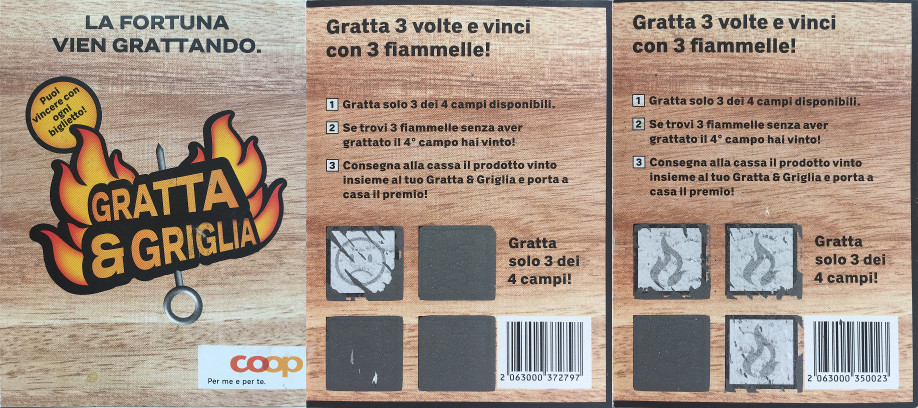 LA FORTUNA
VIEN GRATTANDO.
Puoi
vincere con
ogni
biglietto!
GRATTA
& GRIGLIA
coop
Per me e per te.
Gratta 3 volte e vinci
con 3 fiammelle!
1 Gratta solo 3 dei 4 campi disponibili.
2 Se trovi 3 fiammelle senza aver
grattato il 4° campo hai vinto!
3 Consegna alla cassa il prodotto vinto
insieme al tuo Gratta & Griglia e porta a
casa il premio!
Gratta
solo 3 dei
4 campi!
2 063000 372797
Gratta 3 volte e vinci
con 3 fiammelle!
1 Gratta solo 3 dei 4 campi disponibili.
2 Se trovi 3 fiammelle senza aver
grattato il 4° campo hai vinto!
3 Consegna alla cassa il prodotto vinto
insieme al tuo Gratta & Griglia e porta a
casa il premio!
Gratta
solo 3 dei
4 campi!
2 063000 350023